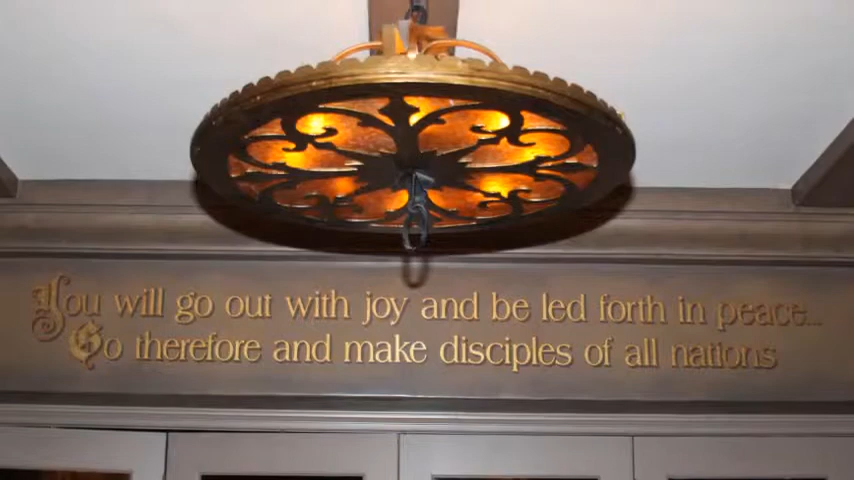 You will go out with joy and be led forth in peace...
Go therefore and make disciples of all nations